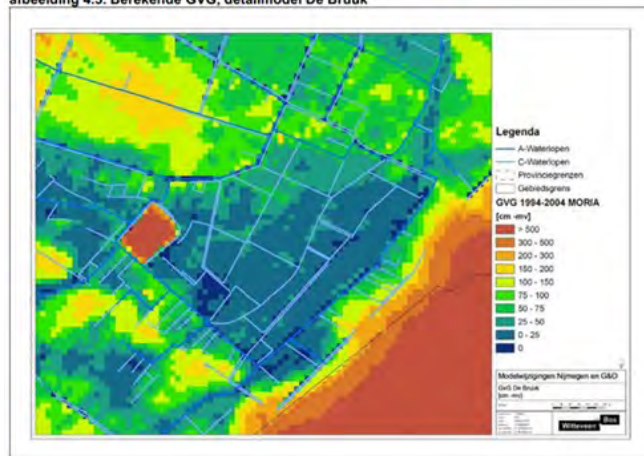 afbeelding 4.5. Berekende GVG, detailmodel De Bruuk
Legenda
A-Waterlopen
C-Waterlopen
Provinciegrenzen
Gebiedsgrens
GVG 1994-2004 MORIA
[cm -mv]
> 500
300 - 500
200 - 300
150 - 200
100 - 150
75 - 100
50 - 75
25 - 50
0 - 25
0
Modelwijzigingen Nijmegen en G&O
GVG De Bruuk
[cm -mv]
Witteveen
Bos